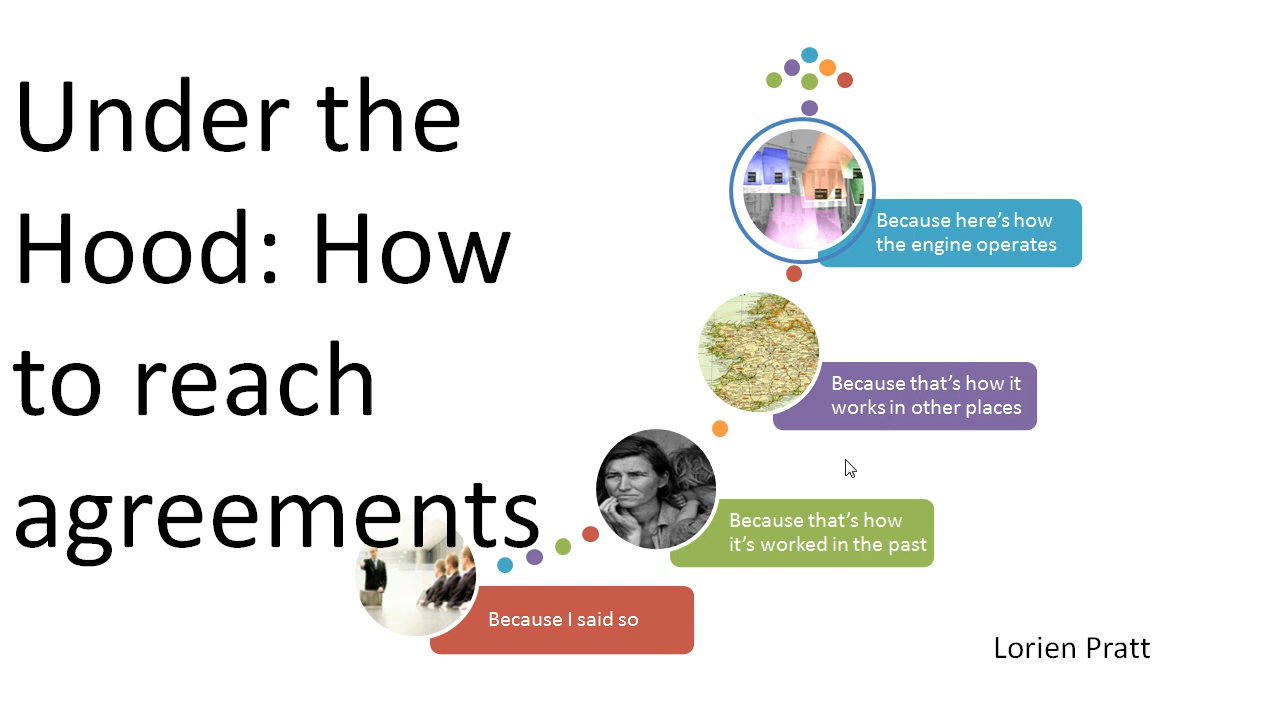 Under the
Hood: How
to reach
agreements
Because here’s how
the engine operates
Because that’s how it
works in other places
Because that’s how
it’s worked in the past
Because I said so
Lorien Pratt